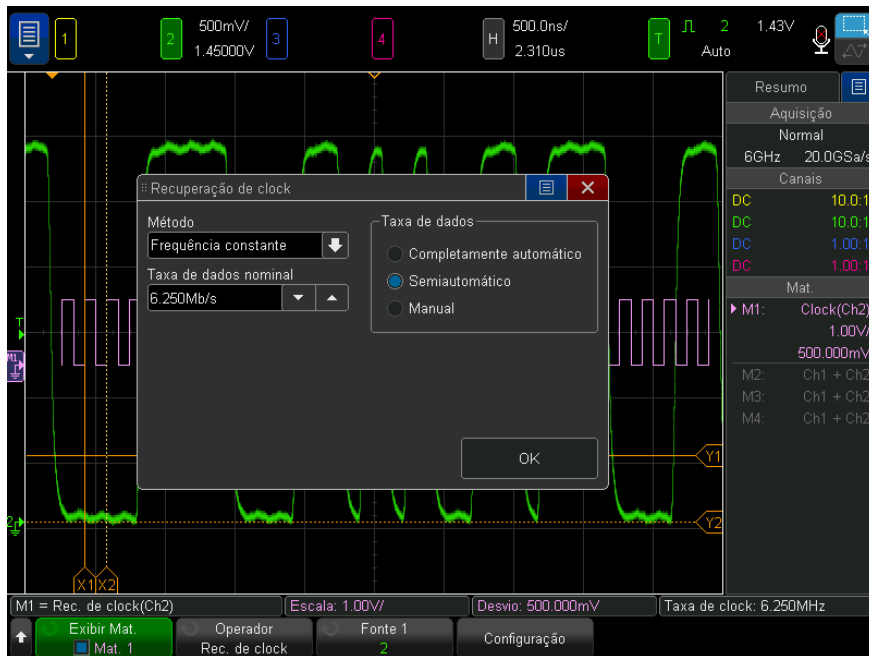 1
2
500mV/
1.45000V
3
4
H
500.0ns/
2.310us
T
2
1.43V
Auto
Resumo
Aquisição
Normal
6GHz 20.0GSa/s
Canais
DC 10.0:1
DC 10.0:1
DC 1.00:1
DC 1.00:1
Mat.
M1: Clock(Ch2)
1.00V/
500.000mV
M2: Ch1 + Ch2
M3: Ch1 + Ch2
M4: Ch1 + Ch2
Recuperação de clock
Método
Frequência constante
Taxa de dados nominal
6.250Mb/s
Taxa de dados
Completamente automático
Semiautomático
Manual
OK
T
M1
2
Y1
Y2
X1 X2
M1 = Rec. de clock(Ch2)
Escala: 1.00V/
Desvio: 500.000mV
Taxa de clock: 6.250MHz
Exibir Mat.
Mat. 1
Operador
Rec. de clock
Fonte 1
2
Configuração